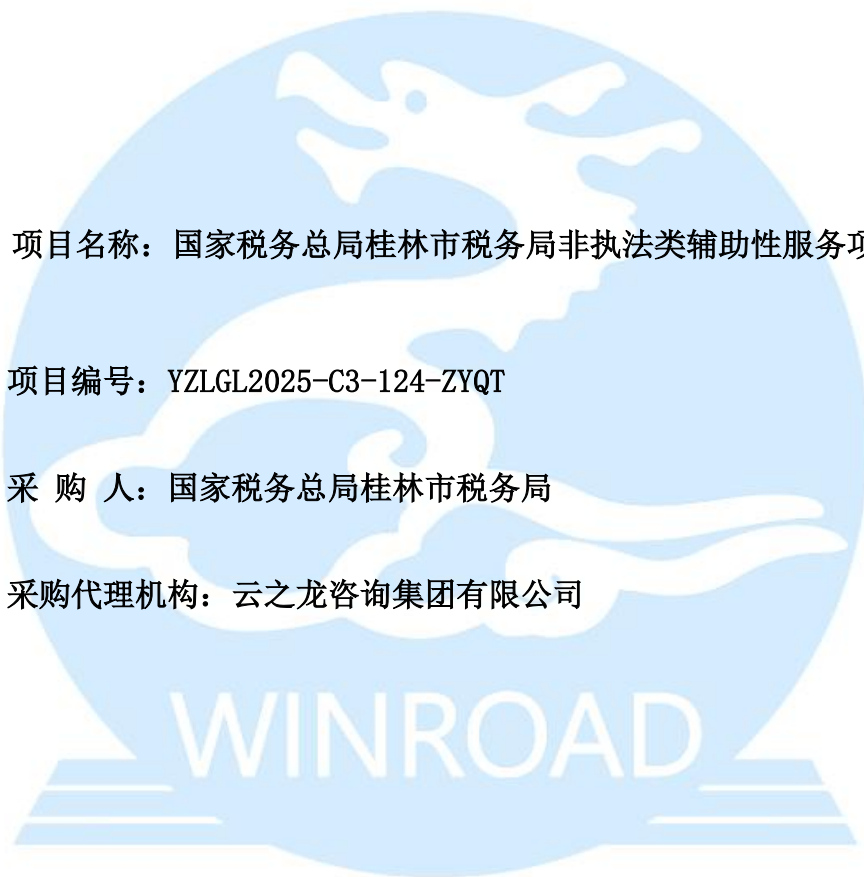 项目名称：国家税务总局桂林市税务局非执法类辅助性服务项
项目编号：YZLGL2025-C3-124-ZYQT
采 购 人：国家税务总局桂林市税务局
采购代理机构：云之龙咨询集团有限公司
WINROAD